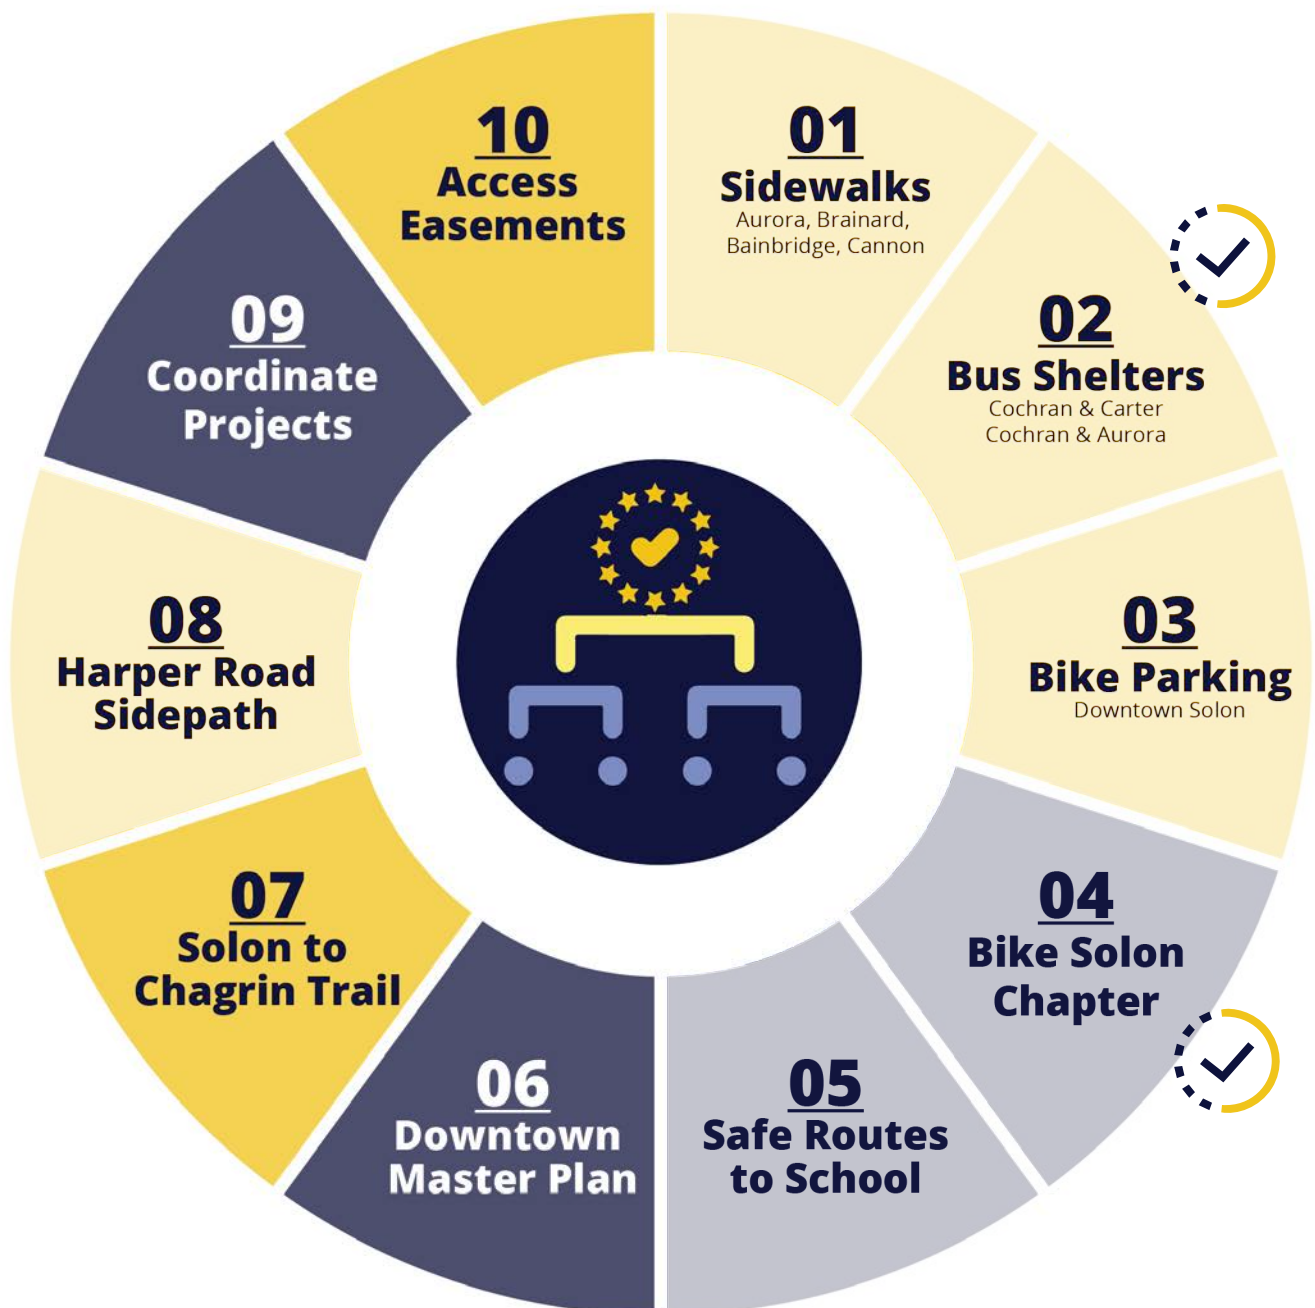 01
Sidewalks
Aurora, Brainard,
Bainbridge, Cannon
02
Bus Shelters
Cochran & Carter
Cochran & Aurora
03
Bike Parking
Downtown Solon
04
Bike Solon
Chapter
05
Safe Routes
to School
06
Downtown
Master Plan
07
Solon to
Chagrin Trail
08
Harper Road
Sidepath
09
Coordinate
Projects
10
Access
Easements